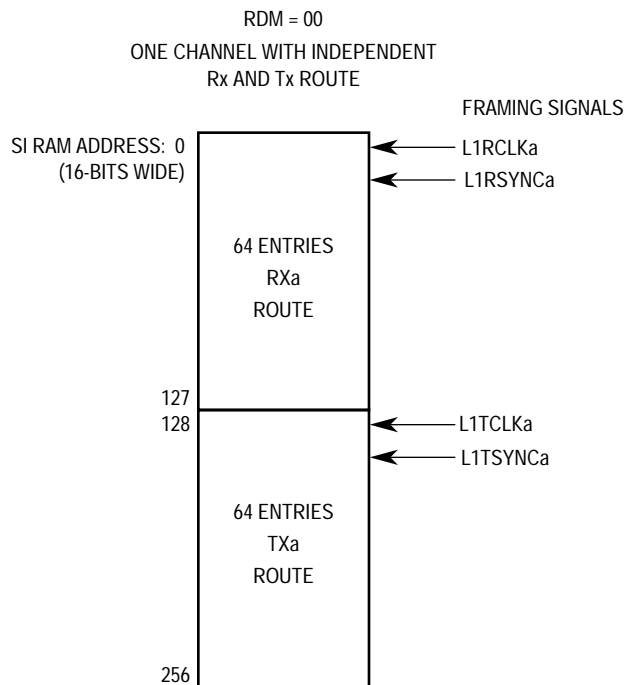 RDM = 00
ONE CHANNEL WITH INDEPENDENT
Rx AND Tx ROUTE
FRAMING SIGNALS
SI RAM ADDRESS: 0
(16-BITS WIDE)
L1RCLKa
L1RSYNCa
64 ENTRIES
RXa
ROUTE
127
128
L1TCLKa
L1TSYNCa
64 ENTRIES
TXa
ROUTE
256